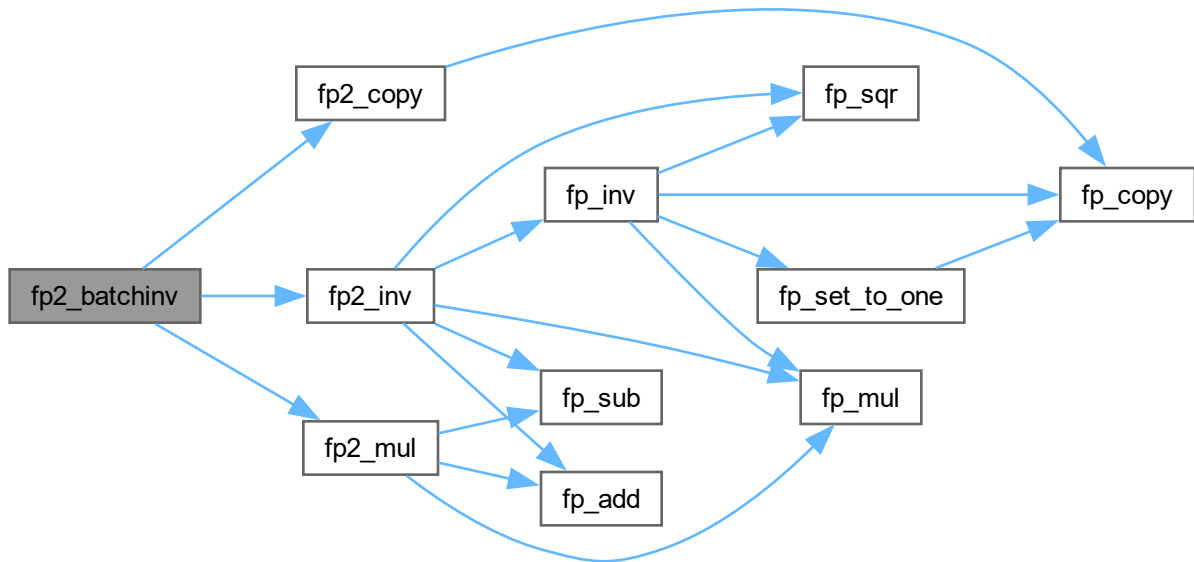 fp2_batchinv
fp2_copy
fp2_inv
fp2_mul
fp_inv
fp_sub
fp_add
fp_sqr
fp_set_to_one
fp_mul
fp_copy